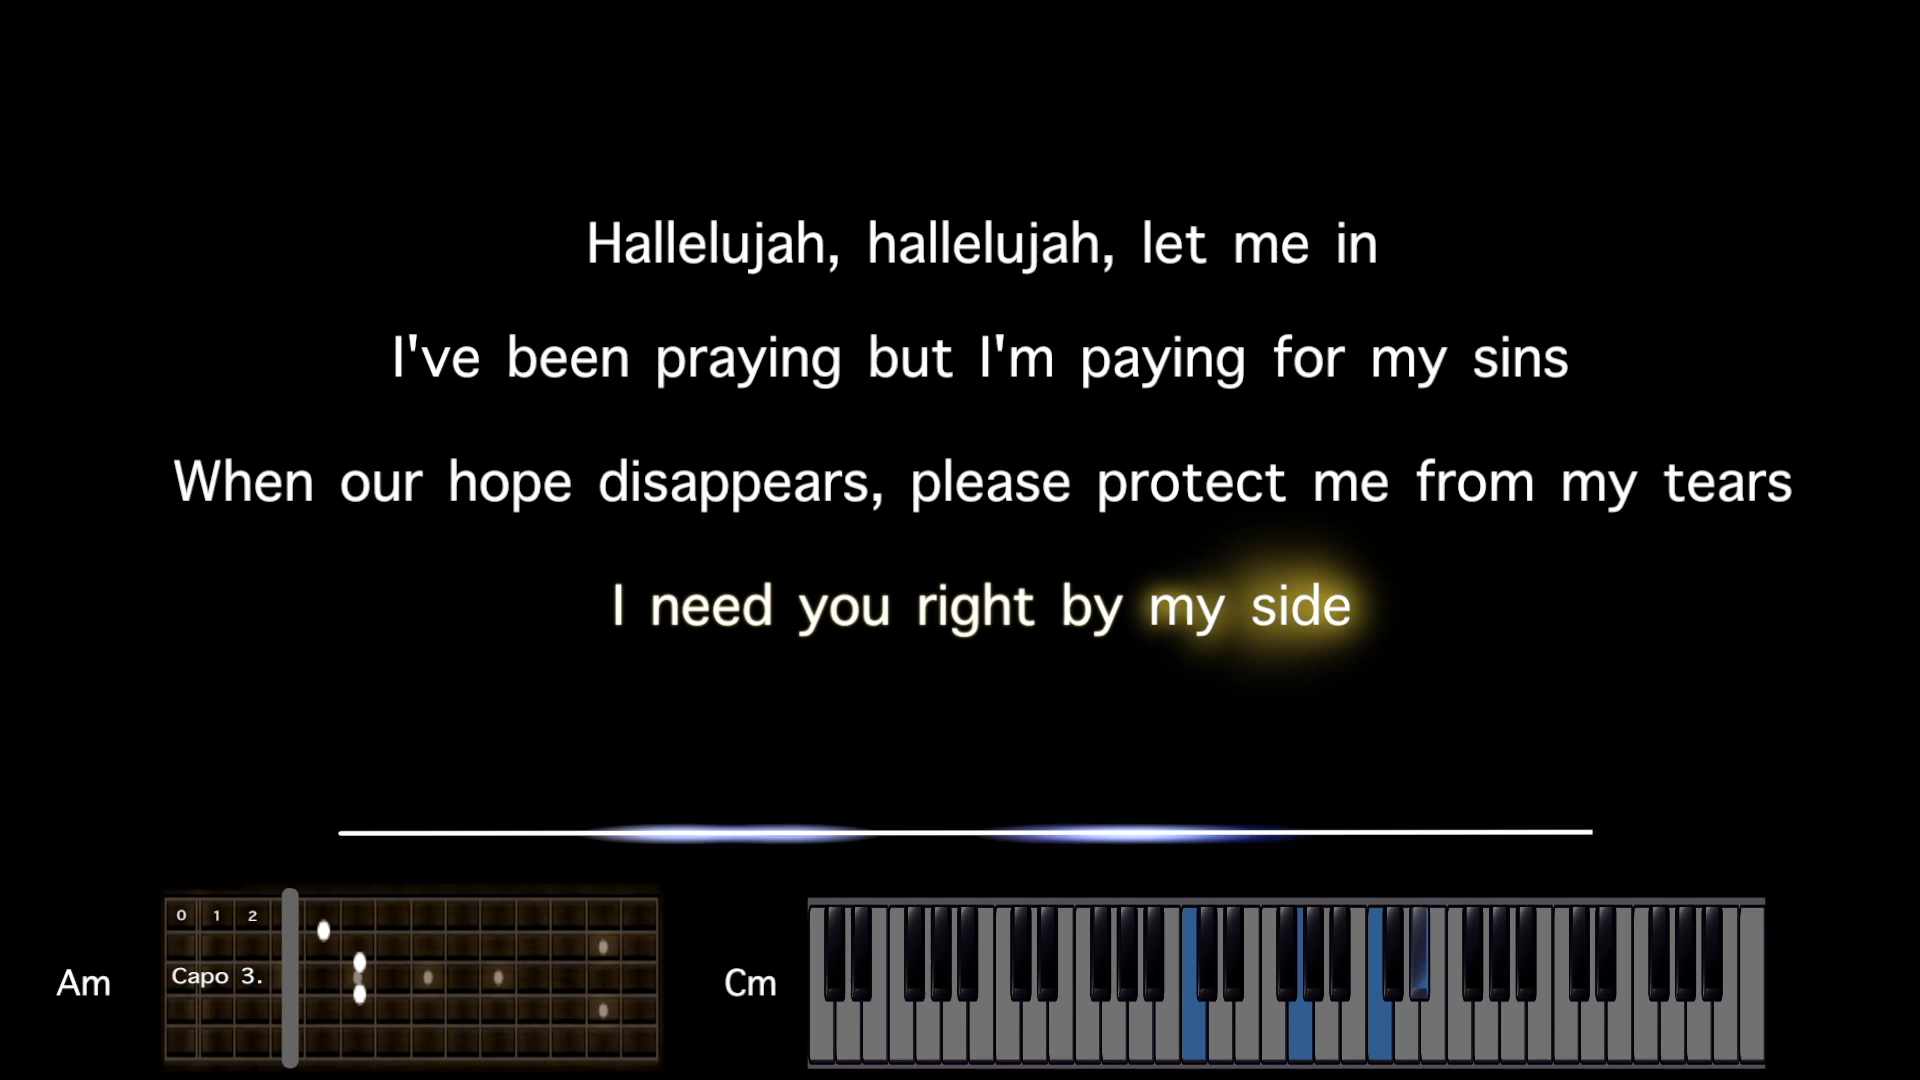 Hallelujah, hallelujah, let me in
I've been praying but I'm paying for my sins
When our hope disappears, please protect me from my tears
I need you right by my side
0 1 2
Capo 3.
Am
Cm